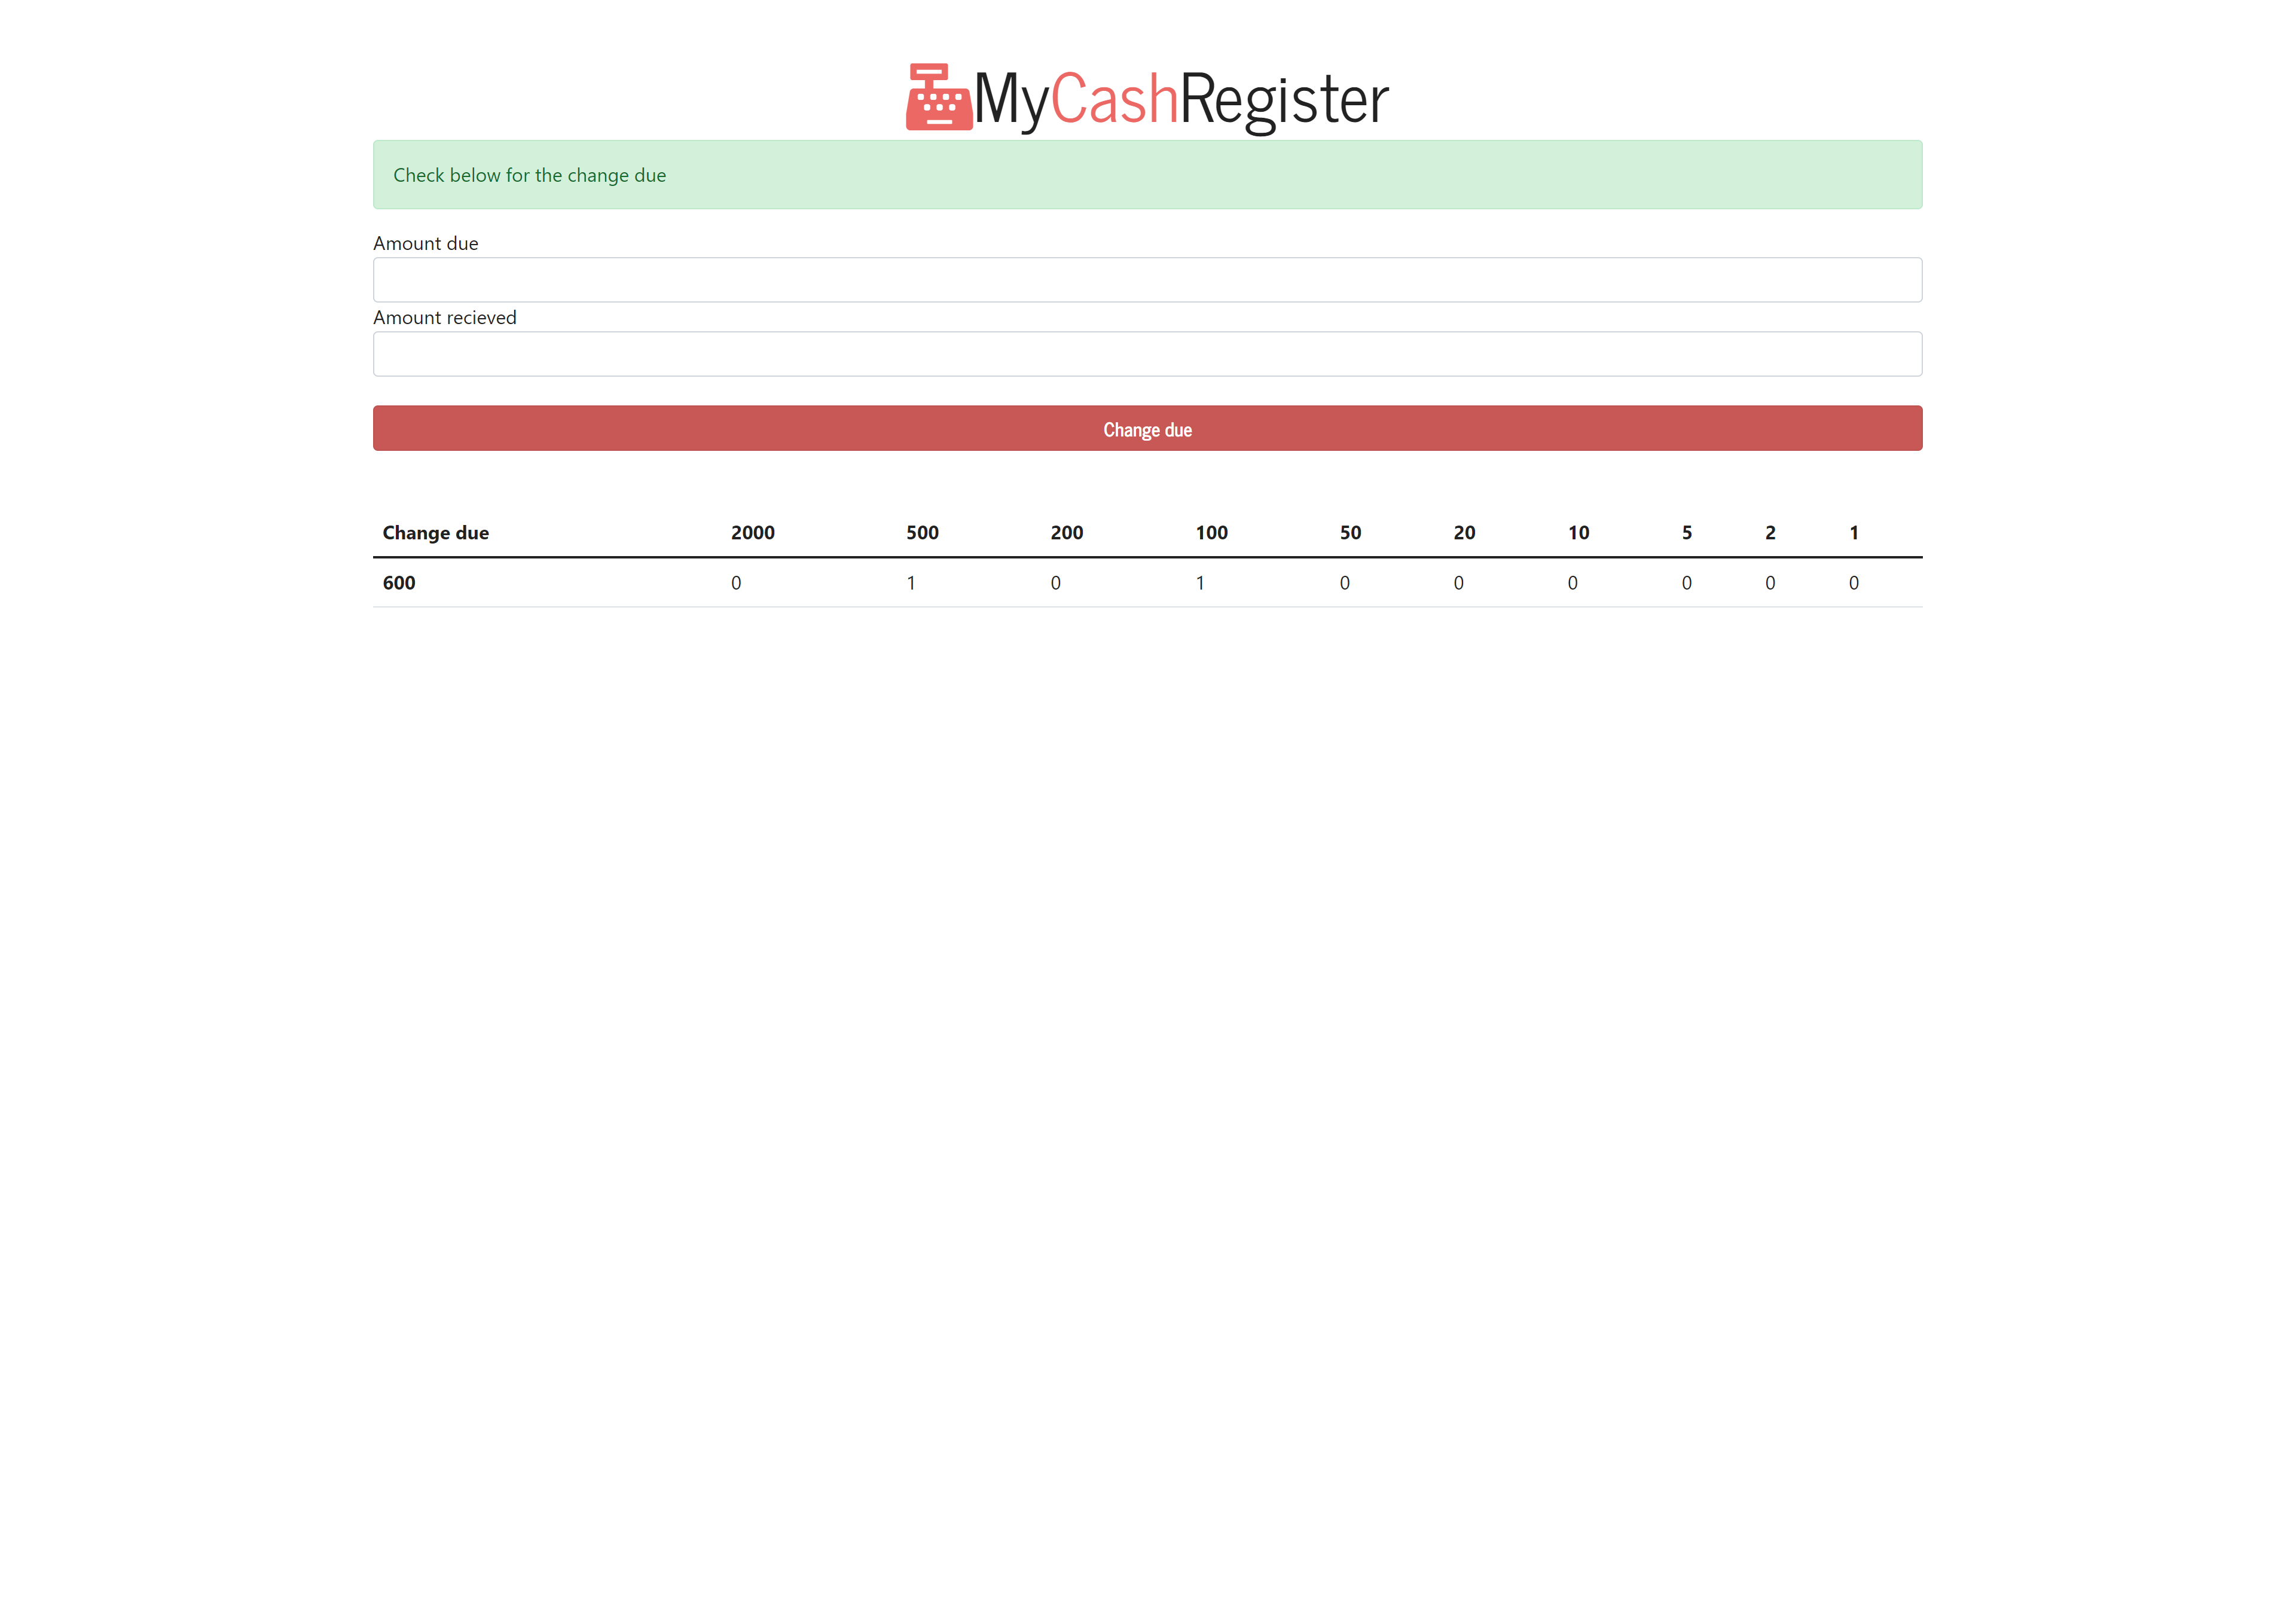 MyCashRegister
Check below for the change due
Amount due
Amount recieved
Change due
Change due 2000 500 200 100 50 20 10 5 2 1
600 0 1 0 1 0 0 0 0 0 0